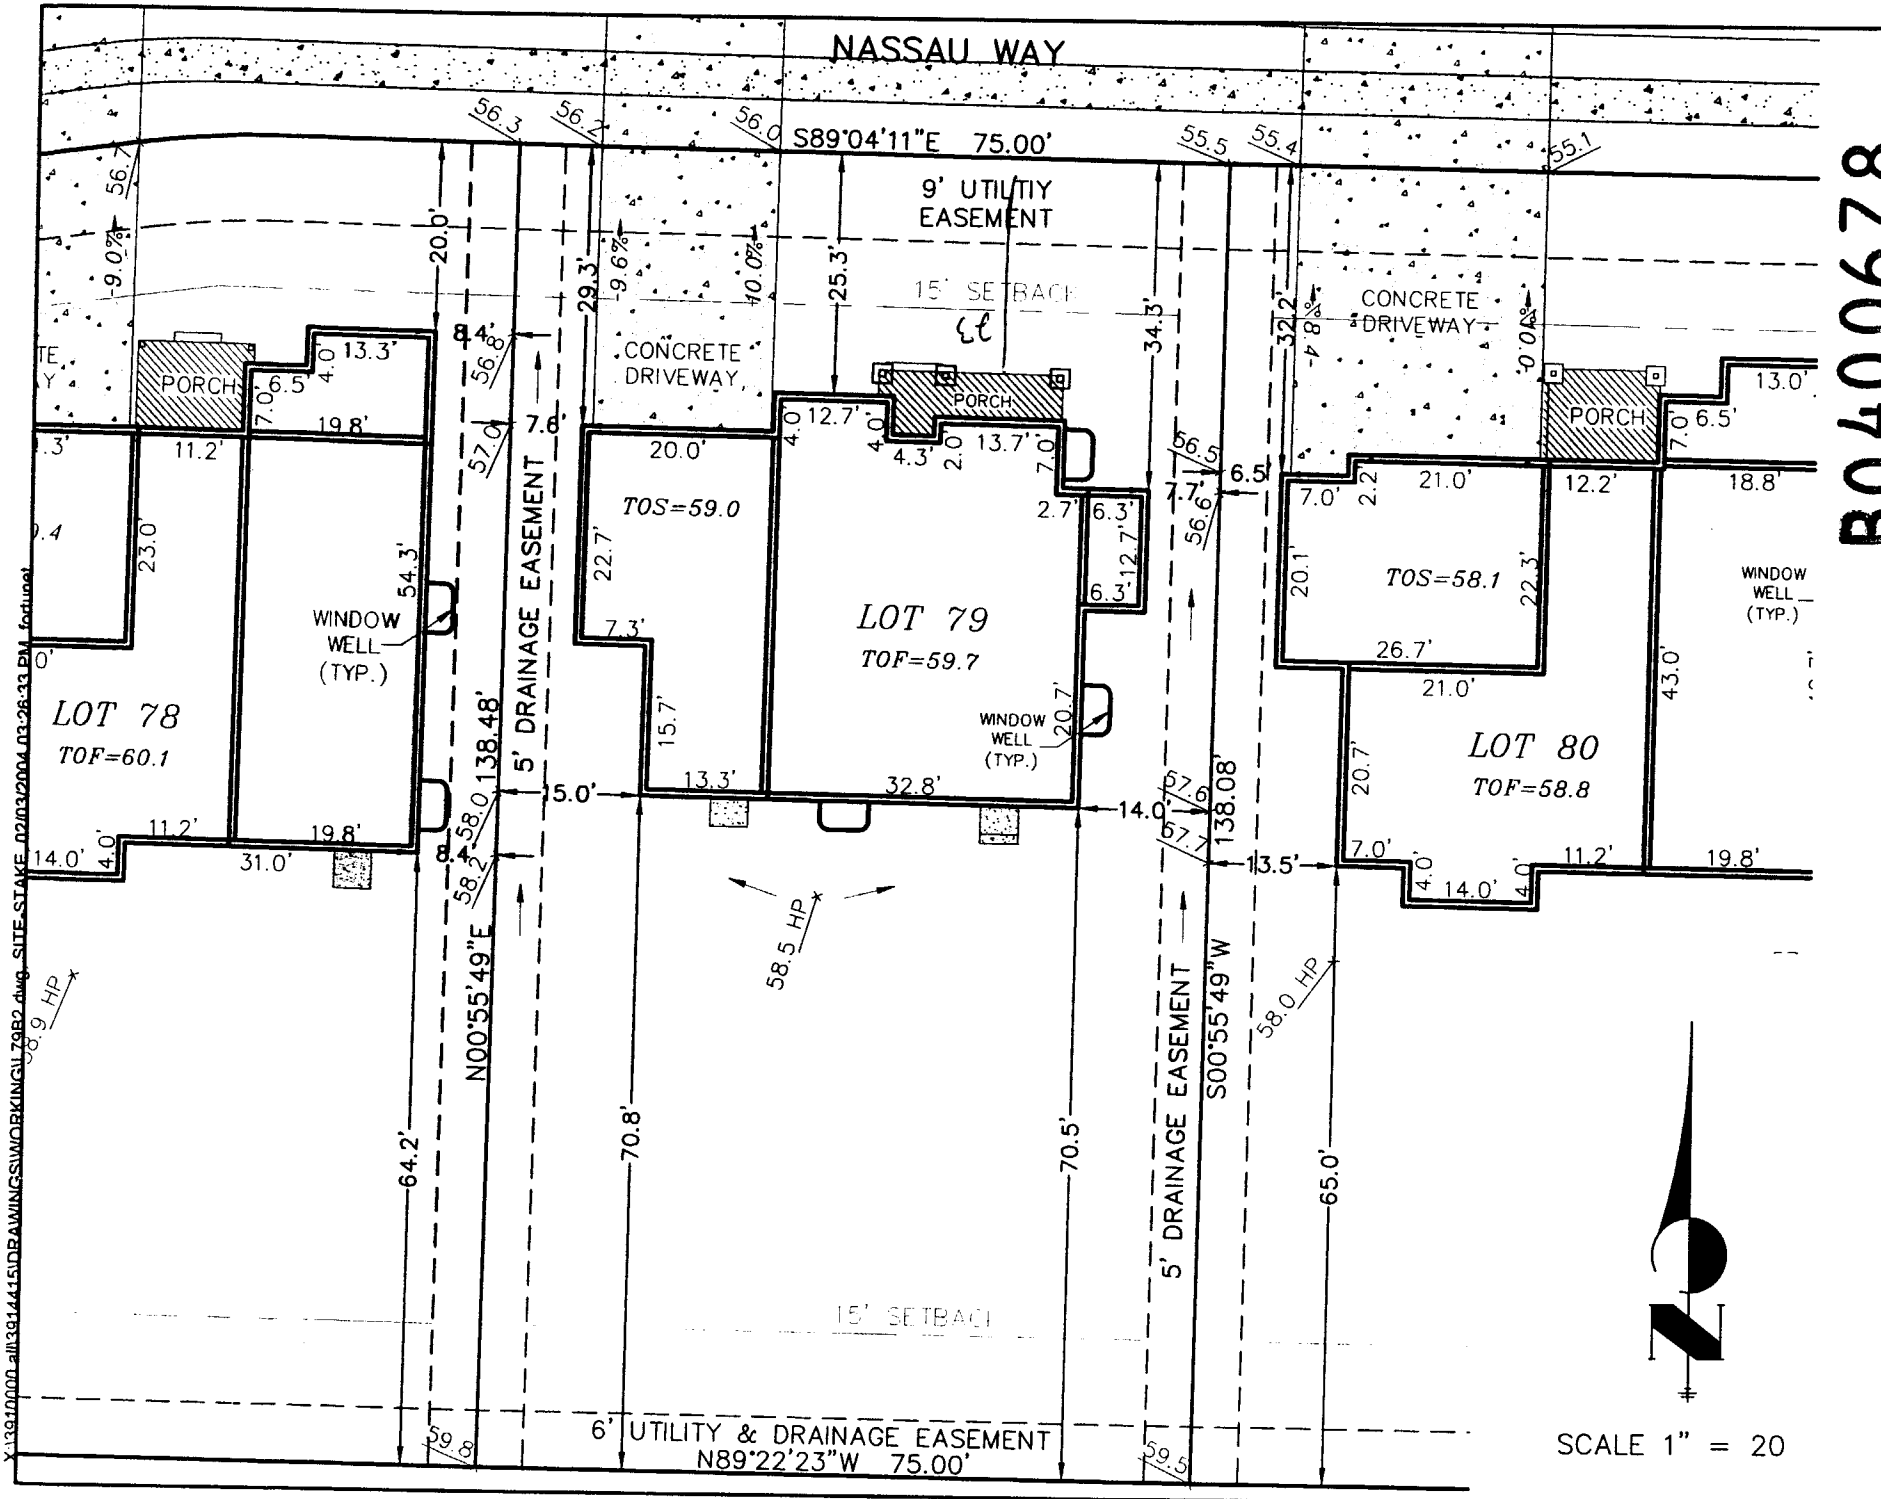 NASSAU WAY
56.3
56.2
56.0
S89°04'11"E 75.00'
55.5
55.4
55.1
56.7
9' UTILTIY
EASEMENT
-9.0%
20.0'
29.3'
-9.6%
10.0%
25.3'
15' SETBACK
34.3'
32.2'
-8.4%
CONCRETE
DRIVEWAY
-10.0%
B0400678
TE
Y
PORCH
7.0'
6.5'
4.0'
13.3'
8.4'
56.8
CONCRETE
DRIVEWAY
PORCH
PORCH
7.0'
6.5'
13.0'
.3'
11.2'
19.8'
57.0
7.6'
20.0'
4.0'
12.7'
4.0'
4.3'
2.0'
13.7'
7.0'
56.5
6.5'
7.7'
56.6
7.0'
2.2'
21.0'
12.2'
18.8'
9.4
23.0'
54.3'
5' DRAINAGE EASEMENT
TOS=59.0
22.7'
2.7'
6.3'
12.7'
6.3'
20.1'
TOS=58.1
22.3'
WINDOW
WELL
(TYP.)
WINDOW
WELL
(TYP.)
7.3'
LOT 79
TOF=59.7
26.7'
21.0'
43.0'
0'
LOT 78
TOF=60.1
138.48'
15.7'
20.7'
WINDOW
WELL
(TYP.)
138.08'
20.7'
LOT 80
TOF=58.8
58.0
15.0'
13.3'
32.8'
57.6
14.0'
57.7
13.5'
14.0'
4.0'
11.2'
19.8'
31.0'
8.4'
58.2
7.0'
4.0'
14.0'
4.0'
11.2'
19.8'
58.9 HP
N00°55'49"E
58.5 HP
5' DRAINAGE EASEMENT
S00°55'49"W
58.0 HP
64.2'
70.8'
70.5'
65.0'
15' SETBACK
6' UTILITY & DRAINAGE EASEMENT
N89°22'23"W 75.00'
59.8
59.5
N
SCALE 1" = 20